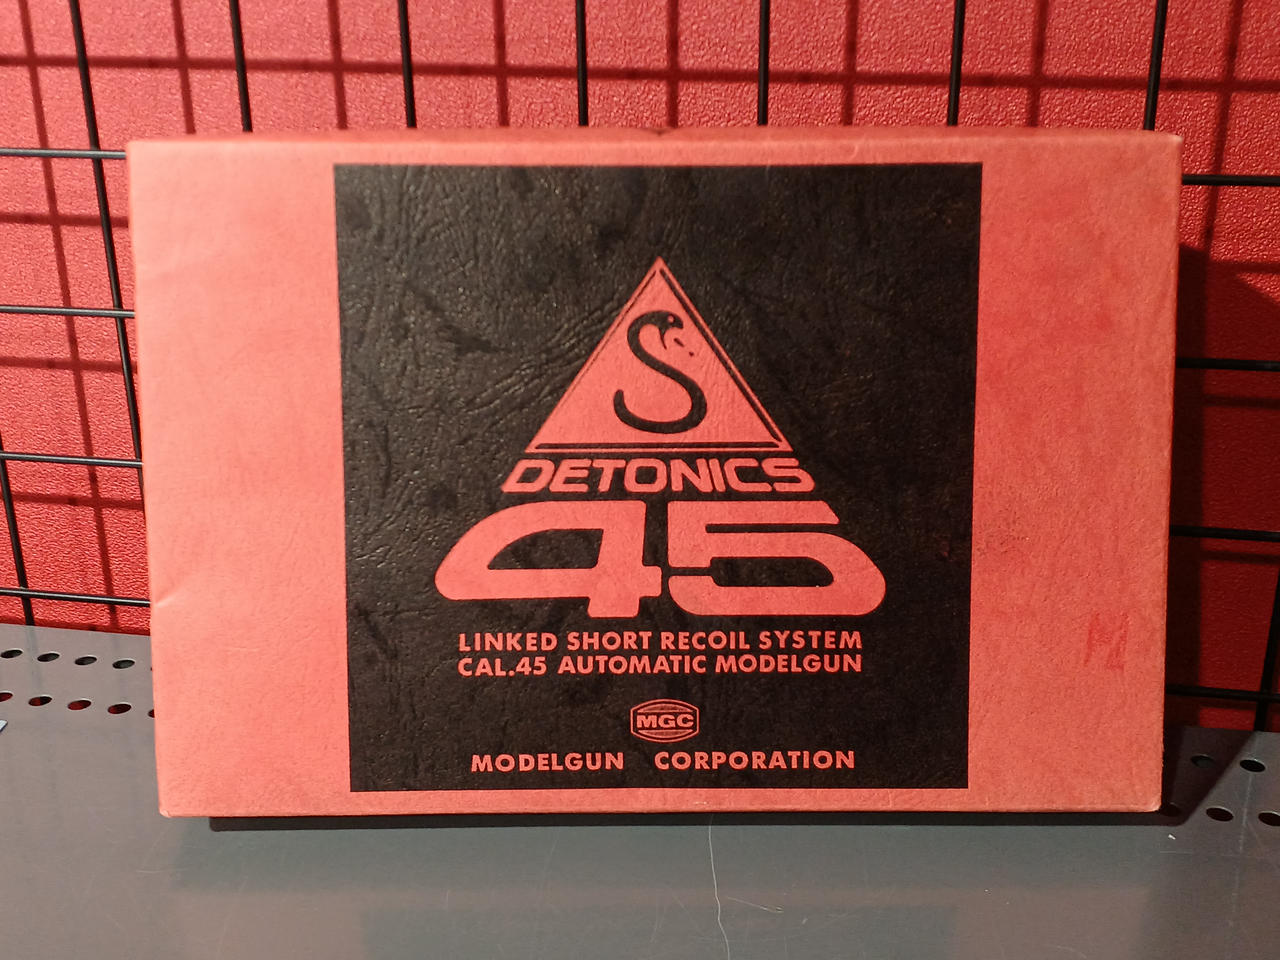 DETONICS
45
LINKED SHORT RECOIL SYSTEM
CAL.45 AUTOMATIC MODELGUN
MGC
MODELGUN CORPORATION